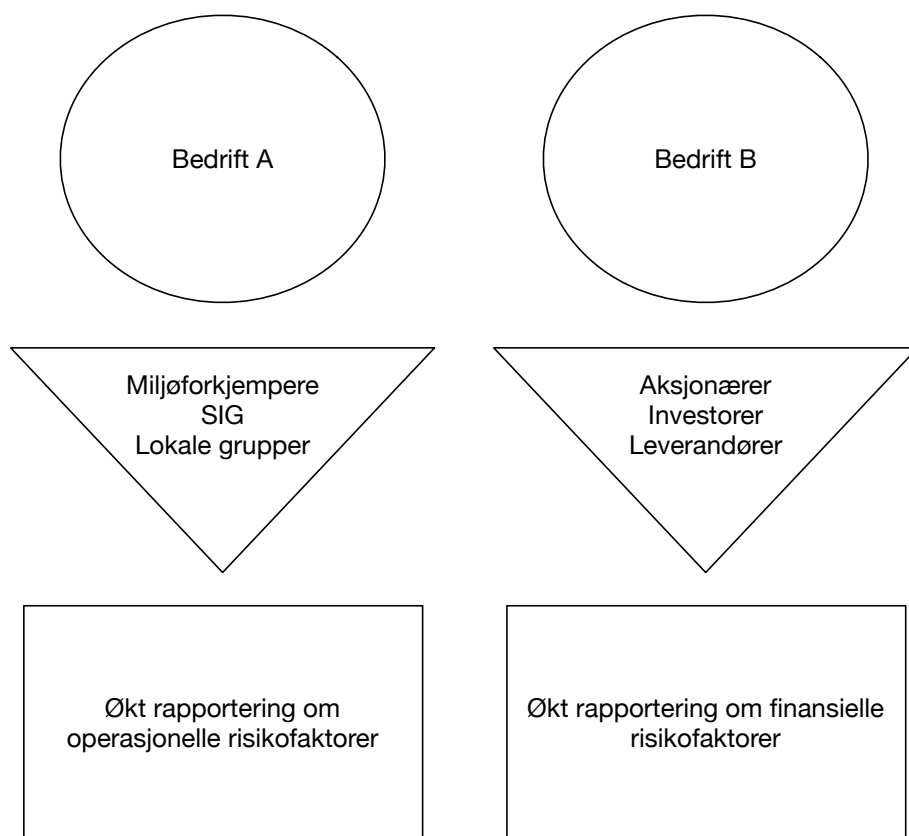 Bedrift A
Bedrift B
Miljøforkjempere
SIG
Lokale grupper
Aksjonærer
Investorer
Leverandører
Økt rapportering om
operasjonelle risikofaktorer
Økt rapportering om finansielle
risikofaktorer